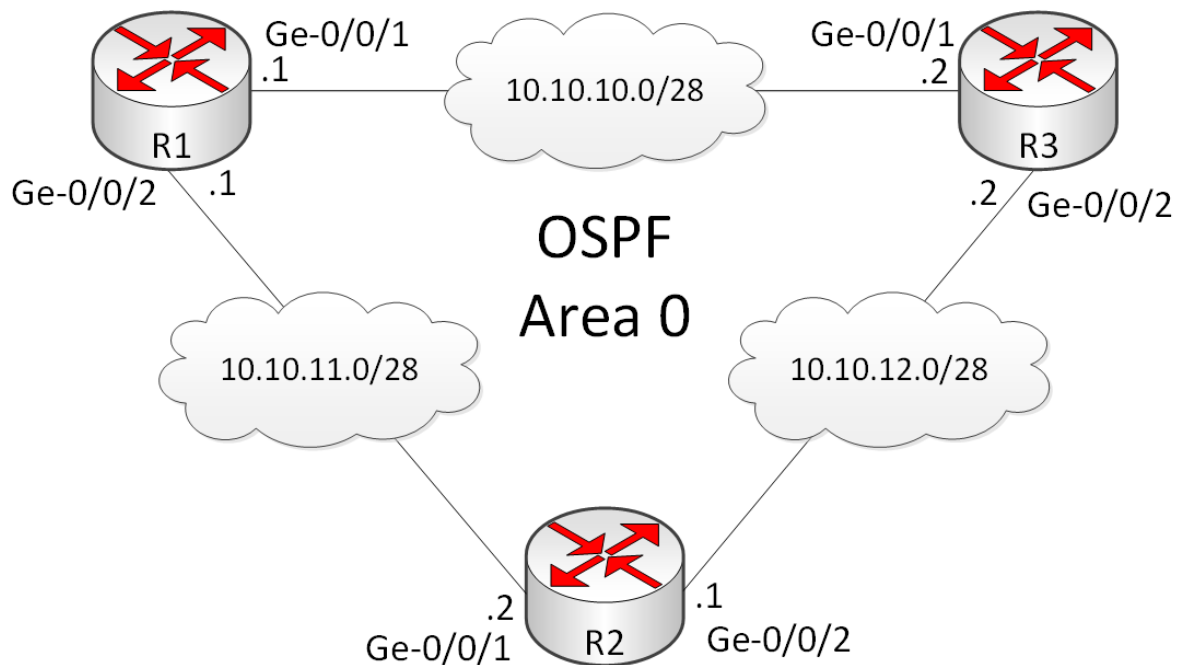 Ge-0/0/1
.1
10.10.10.0/28
Ge-0/0/1
.2
R1
R3
Ge-0/0/2
.1
.2
Ge-0/0/2
OSPF
Area 0
10.10.11.0/28
10.10.12.0/28
.2
Ge-0/0/1
R2
.1
Ge-0/0/2